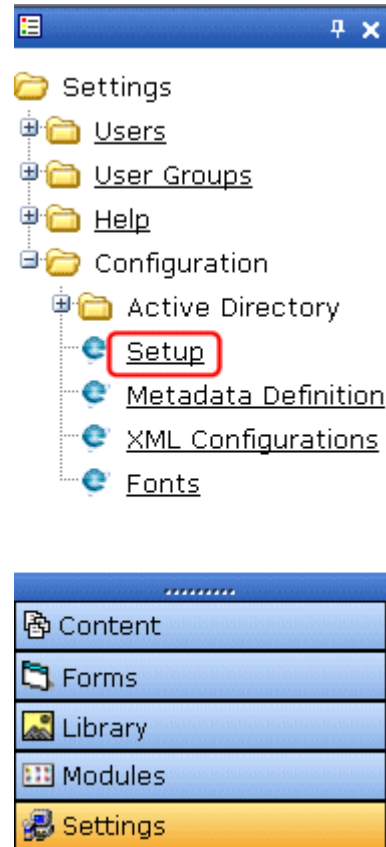 Settings
Users
User Groups
Help
Configuration
Active Directory
Setup
Metadata Definition
XML Configurations
Fonts
Content
Forms
Library
Modules
Settings